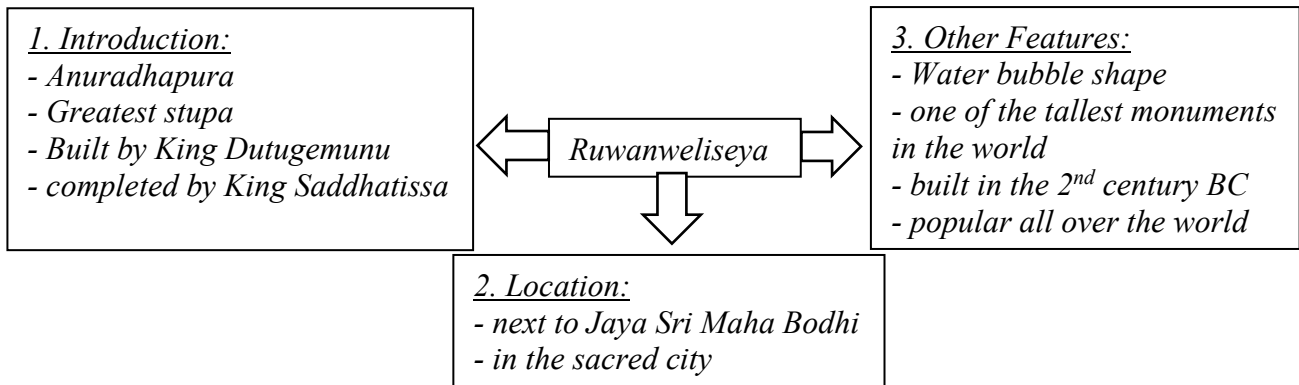 1. Introduction:
- Anuradhapura
- Greatest stupa
- Built by King Dutugemunu
- completed by King Saddhatissa
Ruwanweliseya
2. Location:
- next to Jaya Sri Maha Bodhi
- in the sacred city
3. Other Features:
- Water bubble shape
- one of the tallest monuments
in the world
- built in the 2nd century BC
- popular all over the world